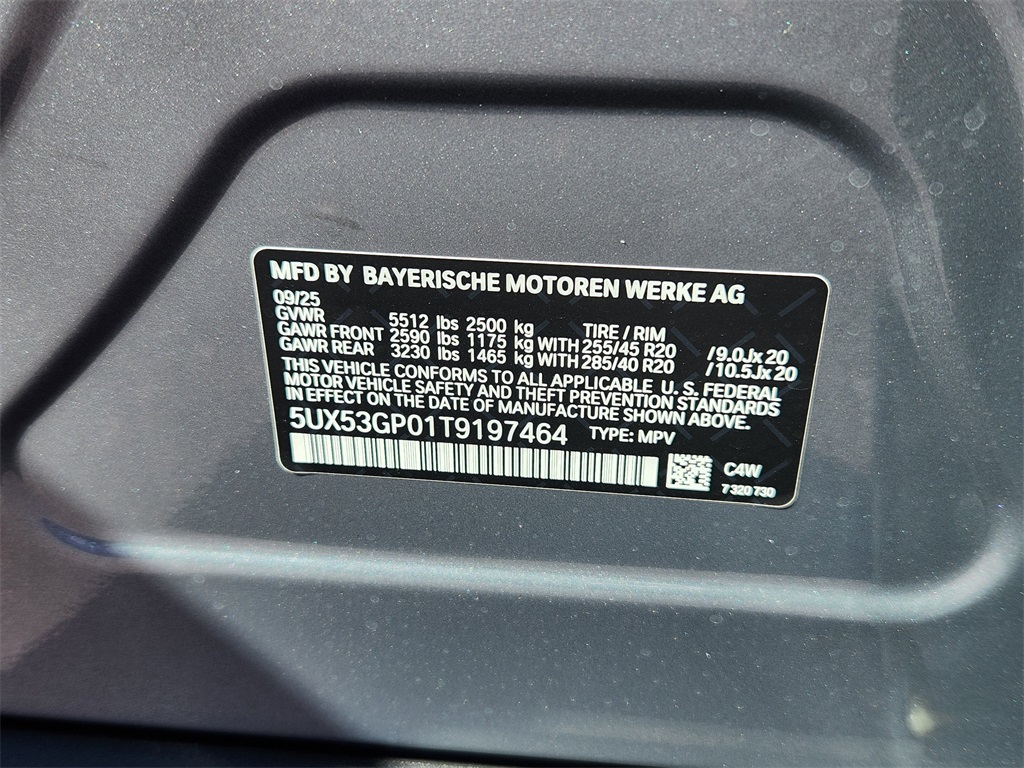 MFD BY BAYERISCHE MOTOREN WERKE AG
09/25
GVWR 5512 lbs 2500 kg TIRE / RIM
GAWR FRONT 2590 lbs 1175 kg WITH 255/45 R20 /9.0Jx20
GAWR REAR 3230 lbs 1465 kg WITH 285/40 R20 /10.5Jx20
THIS VEHICLE CONFORMS TO ALL APPLICABLE U.S. FEDERAL
MOTOR VEHICLE SAFETY AND THEFT PREVENTION STANDARDS
IN EFFECT ON THE DATE OF MANUFACTURE SHOWN ABOVE.
5UX53GP01T9197464 TYPE: MPV
C4W
7320730